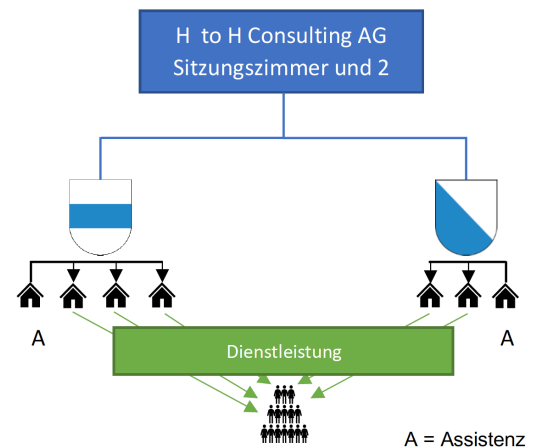 H to H Consulting AG
Sitzungszimmer und 2
A
A
Dienstleistung
A = Assistenz